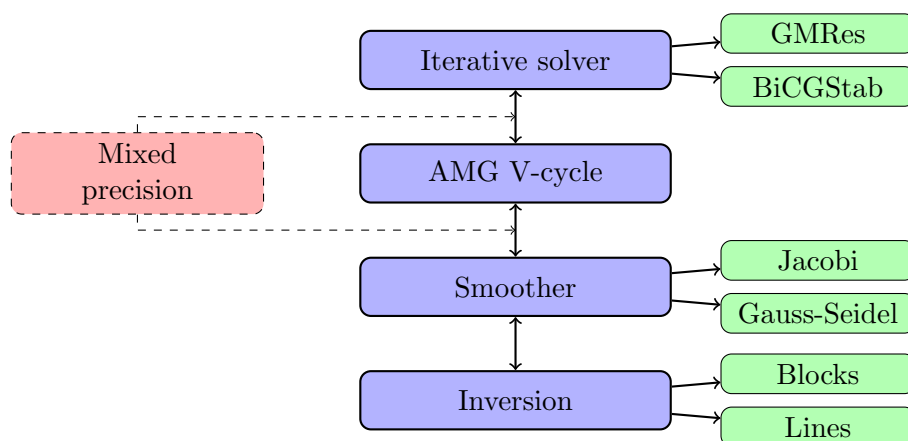 GMRes
Iterative solver
BiCGStab
Mixed
precision
AMG V-cycle
Jacobi
Smoother
Gauss-Seidel
Blocks
Inversion
Lines